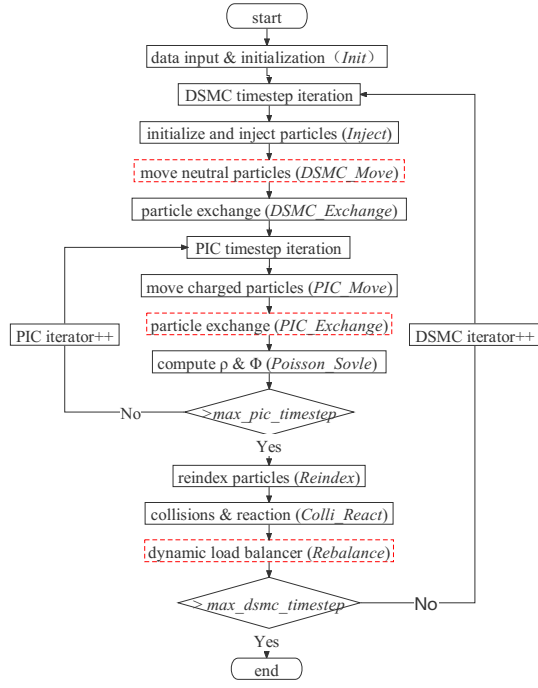 start
data input & initialization（Init）
DSMC timestep iteration
initialize and inject particles (Inject)
move neutral particles (DSMC_Move)
particle exchange (DSMC_Exchange)
PIC timestep iteration
move charged particles (PIC_Move)
particle exchange (PIC_Exchange)
PIC iterator++
DSMC iterator++
compute ρ & Φ (Poisson_Sovle)
No
>max_pic_timestep
Yes
reindex particles (Reindex)
collisions & reaction (Colli_React)
dynamic load balancer (Rebalance)
> max_dsmc_timestep
No
Yes
end